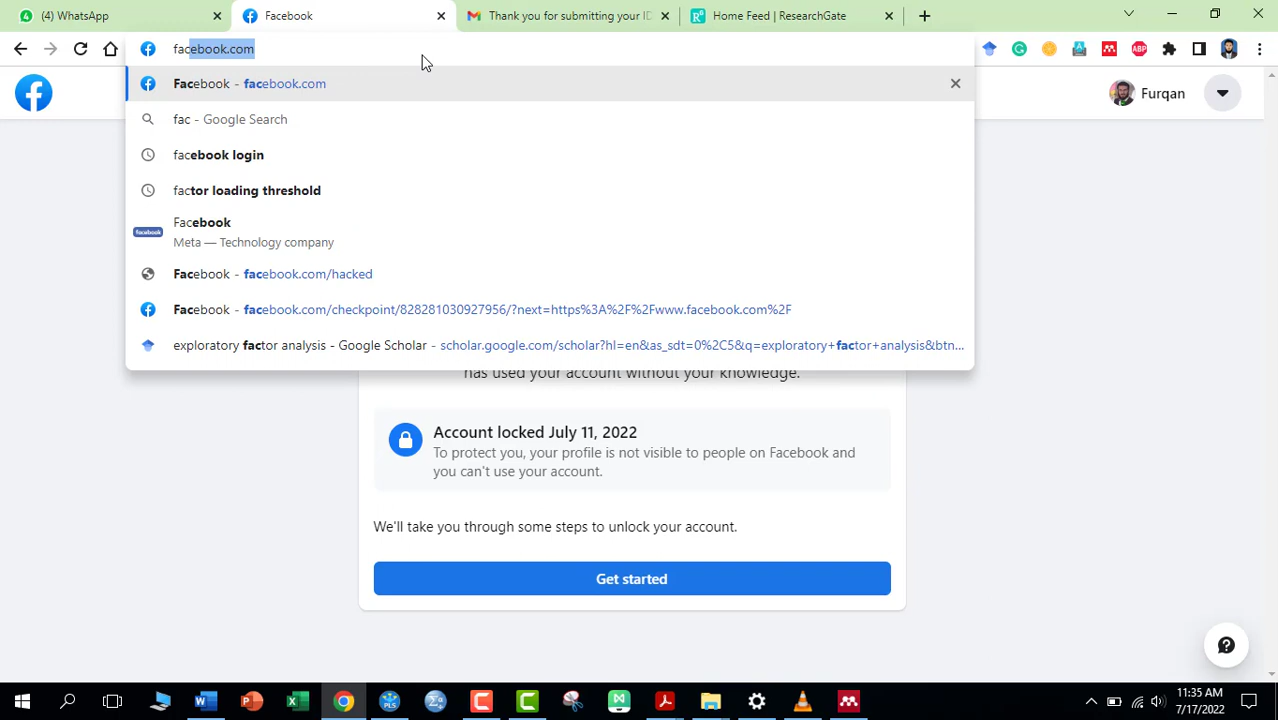 (4) WhatsApp
Facebook
Thank you for submitting your ID
Home Feed | ResearchGate
facebook.com
Facebook - facebook.com
fac - Google Search
facebook login
factor loading threshold
Facebook
Meta — Technology company
Facebook - facebook.com/hacked
Facebook - facebook.com/checkpoint/828281030927956/?next=https%3A%2F%2Fwww.facebook.com%2F
exploratory factor analysis - Google Scholar - scholar.google.com/scholar?hl=en&as_sdt=0%2C5&q=exploratory+factor+analysis&btn...
ABP
Furqan
has used your account without your knowledge.
Account locked July 11, 2022
To protect you, your profile is not visible to people on Facebook and
you can't use your account.
We'll take you through some steps to unlock your account.
Get started
PLS
11:35 AM
7/17/2022